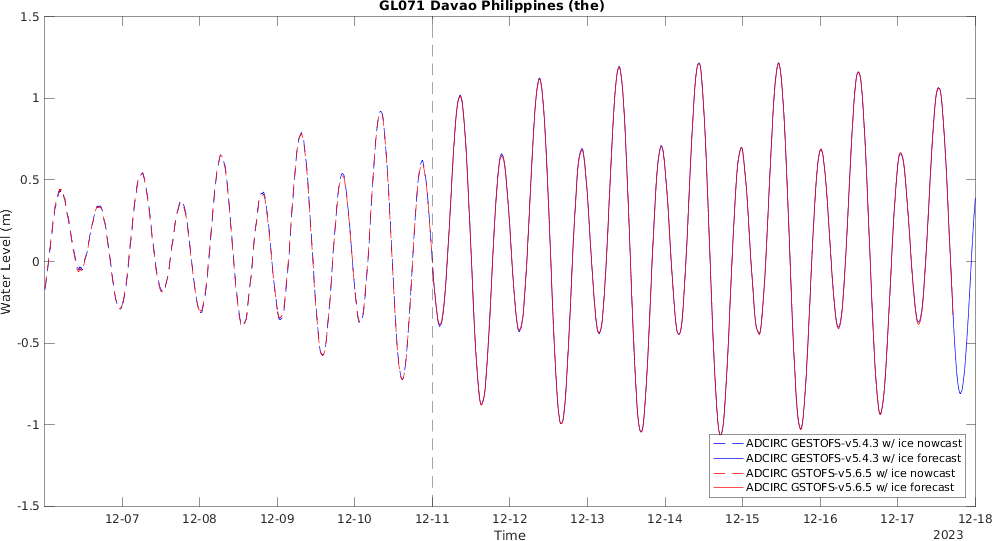 GL071 Davao Philippines (the)
1.5
1
0.5
0
-0.5
-1
-1.5
Water Level (m)
ADCIRC GESTOFS-v5.4.3 w/ ice nowcast
ADCIRC GESTOFS-v5.4.3 w/ ice forecast
ADCIRC GSTOFS-v5.6.5 w/ ice nowcast
ADCIRC GSTOFS-v5.6.5 w/ ice forecast
12-07 12-08 12-09 12-10 12-11 12-12 12-13 12-14 12-15 12-16 12-17 12-18
Time
2023